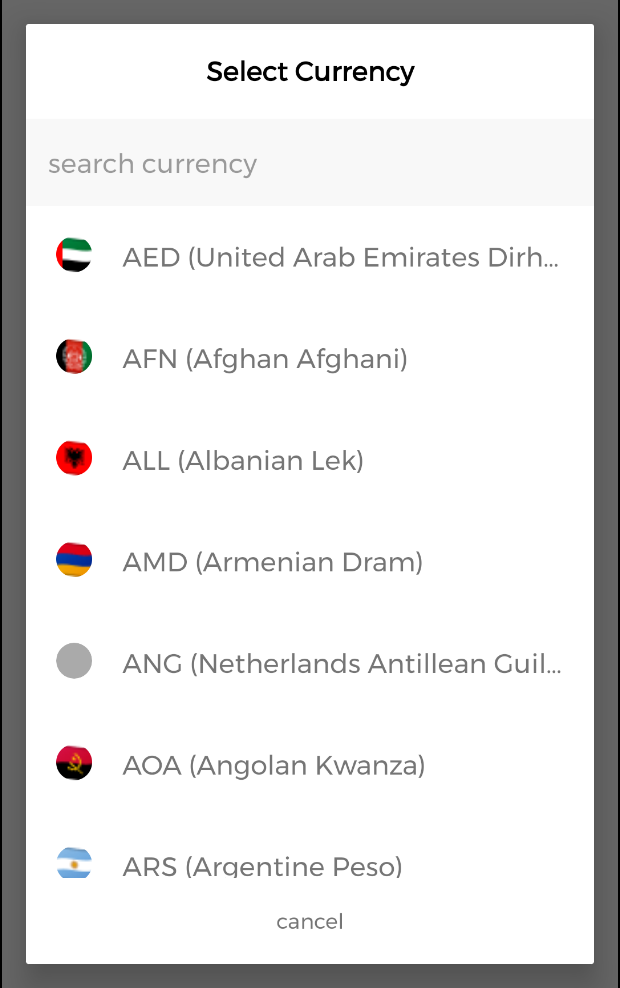 Select Currency
search currency
AED (United Arab Emirates Dirh...
AFN (Afghan Afghani)
ALL (Albanian Lek)
AMD (Armenian Dram)
ANG (Netherlands Antillean Guil...
AOA (Angolan Kwanza)
ARS (Argentine Peso)
cancel